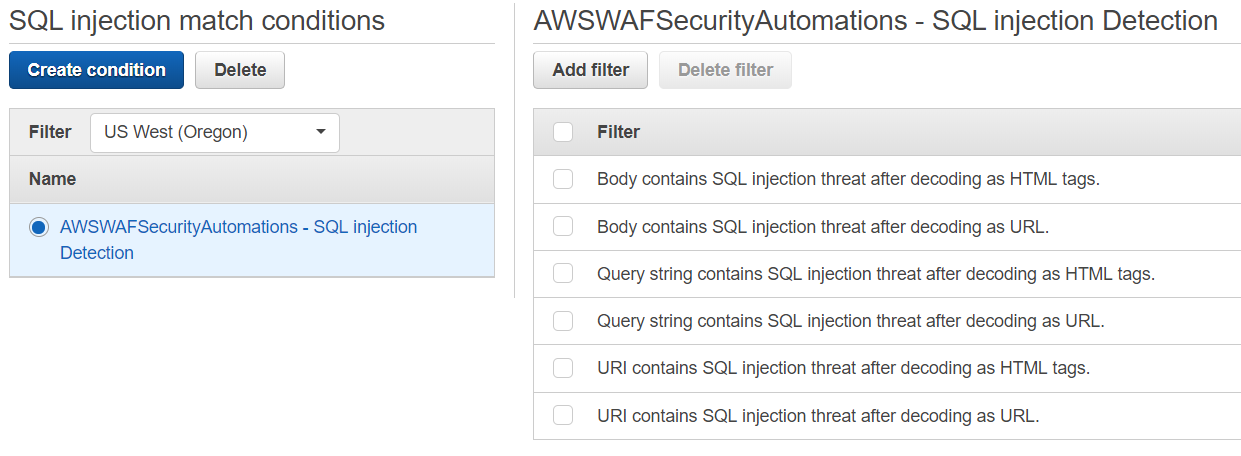 SQL injection match conditions
Create condition
Delete
Filter
US West (Oregon)
Name
AWSWAFSecurityAutomations - SQL injection
Detection
AWSWAFSecurityAutomations - SQL injection Detection
Add filter
Delete filter
Filter
Body contains SQL injection threat after decoding as HTML tags.
Body contains SQL injection threat after decoding as URL.
Query string contains SQL injection threat after decoding as HTML tags.
Query string contains SQL injection threat after decoding as URL.
URI contains SQL injection threat after decoding as HTML tags.
URI contains SQL injection threat after decoding as URL.